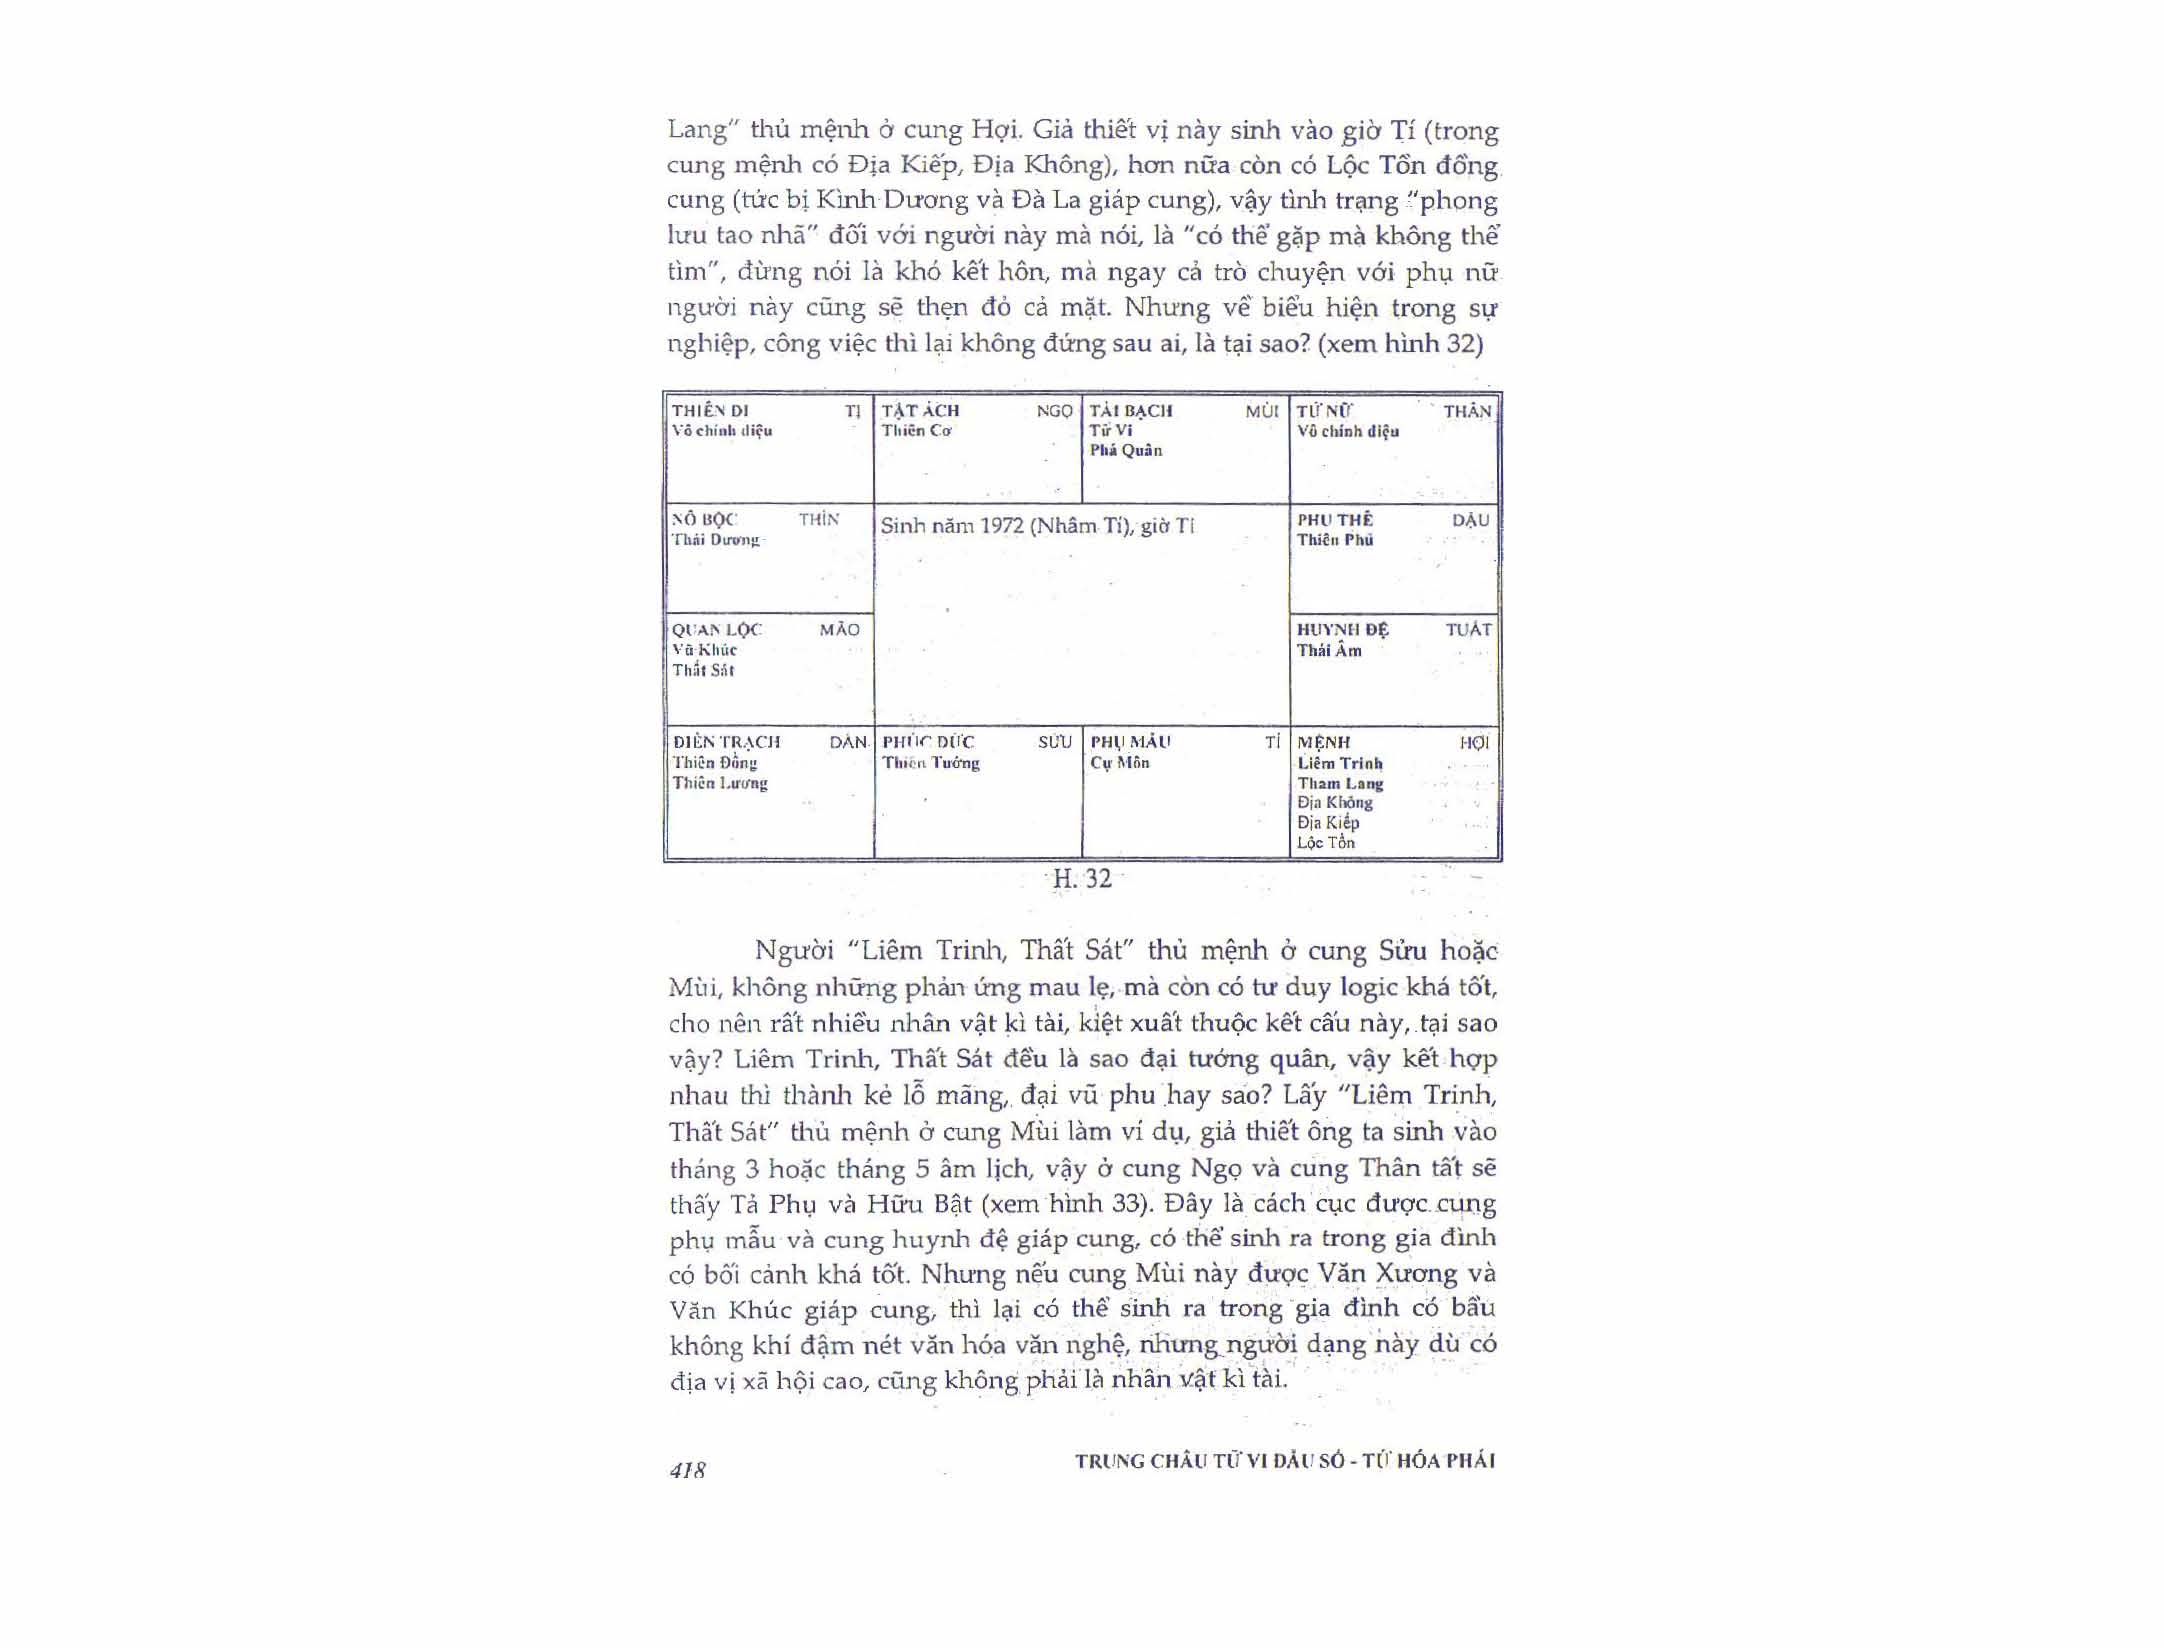 Lang" thủ mệnh ở cung Hợi. Giả thiết vị này sinh vào giờ Tí (trong
cung mệnh có Địa Kiếp, Địa Không), hơn nữa còn có Lộc Tồn đồng
cung (tức bị Kình Dương và Đà La giáp cung), vậy tình trạng "phong
lưu tao nhã" đối với người này mà nói, là "có thể gặp mà không thể
tìm", đừng nói là khó kết hôn, mà ngay cả trò chuyện với phụ nữ
người này cũng sẽ thẹn đỏ cả mặt. Nhưng về biểu hiện trong sự
nghiệp, công việc thì lại không đứng sau ai, là tại sao? (xem hình 32)
THIÊN DI TỊ
Vô chính diệu
TẬT ÁCH NGỌ
Thiên Cơ
TÀI BẠCH MÙI
Tử Vi
Phá Quân
TỬ NỮ THÂN
Vô chính diệu
NÔ BỘC THÌN
Thái Dương
Sinh năm 1972 (Nhâm Tí), giờ Tí
PHU THÊ DẬU
Thiên Phủ
QUAN LỘC MÃO
Vũ Khúc
Thất Sát
HUYNH ĐỆ TUẤT
Thái Âm
ĐIỀN TRẠCH DẦN
Thiên Đồng
Thiên Lương
PHÚC ĐỨC SỬU
Thiên Tướng
PHỤ MẪU TÍ
Cự Môn
MỆNH HỢI
Liêm Trinh
Tham Lang
Địa Không
Địa Kiếp
Lộc Tồn
H. 32
Người "Liêm Trinh, Thất Sát" thủ mệnh ở cung Sửu hoặc
Mùi, không những phản ứng mau lẹ, mà còn có tư duy logic khá tốt,
cho nên rất nhiều nhân vật kì tài, kiệt xuất thuộc kết cấu này, tại sao
vậy? Liêm Trinh, Thất Sát đều là sao đại tướng quân, vậy kết hợp
nhau thì thành kẻ lỗ mãng, đại vũ phu hay sao? Lấy "Liêm Trinh,
Thất Sát" thủ mệnh ở cung Mùi làm ví dụ, giả thiết ông ta sinh vào
tháng 3 hoặc tháng 5 âm lịch, vậy ở cung Ngọ và cung Thân tất sẽ
thấy Tả Phụ và Hữu Bật (xem hình 33). Đây là cách cục được cung
phụ mẫu và cung huynh đệ giáp cung, có thể sinh ra trong gia đình
có bối cảnh khá tốt. Nhưng nếu cung Mùi này được Văn Xương và
Văn Khúc giáp cung, thì lại có thể sinh ra trong gia đình có bầu
không khí đậm nét văn hóa văn nghệ, nhưng người dạng này dù có
địa vị xã hội cao, cũng không phải là nhân vật kì tài.
418
TRUNG CHÂU TỬ VI ĐẨU SỐ - TỨ HÓA PHÁI